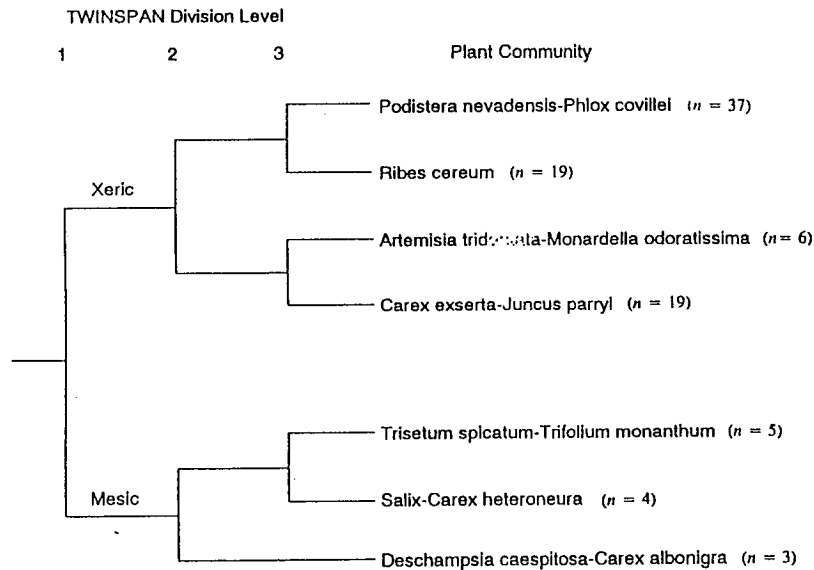 TWINSPAN Division Level
1 2 3 Plant Community
Podistera nevadensis-Phlox covillei (n = 37)
Ribes cereum (n = 19)
Xeric
Artemisia -Monardella odoratissima (n= 6)
Carex exserta-Juncus parryl (n = 19)
Trisetum spicatum-Trifolium monanthum (n = 5)
Mesic
Salix-Carex heteroneura (n = 4)
Deschampsia caespitosa-Carex albonigra (n = 3)